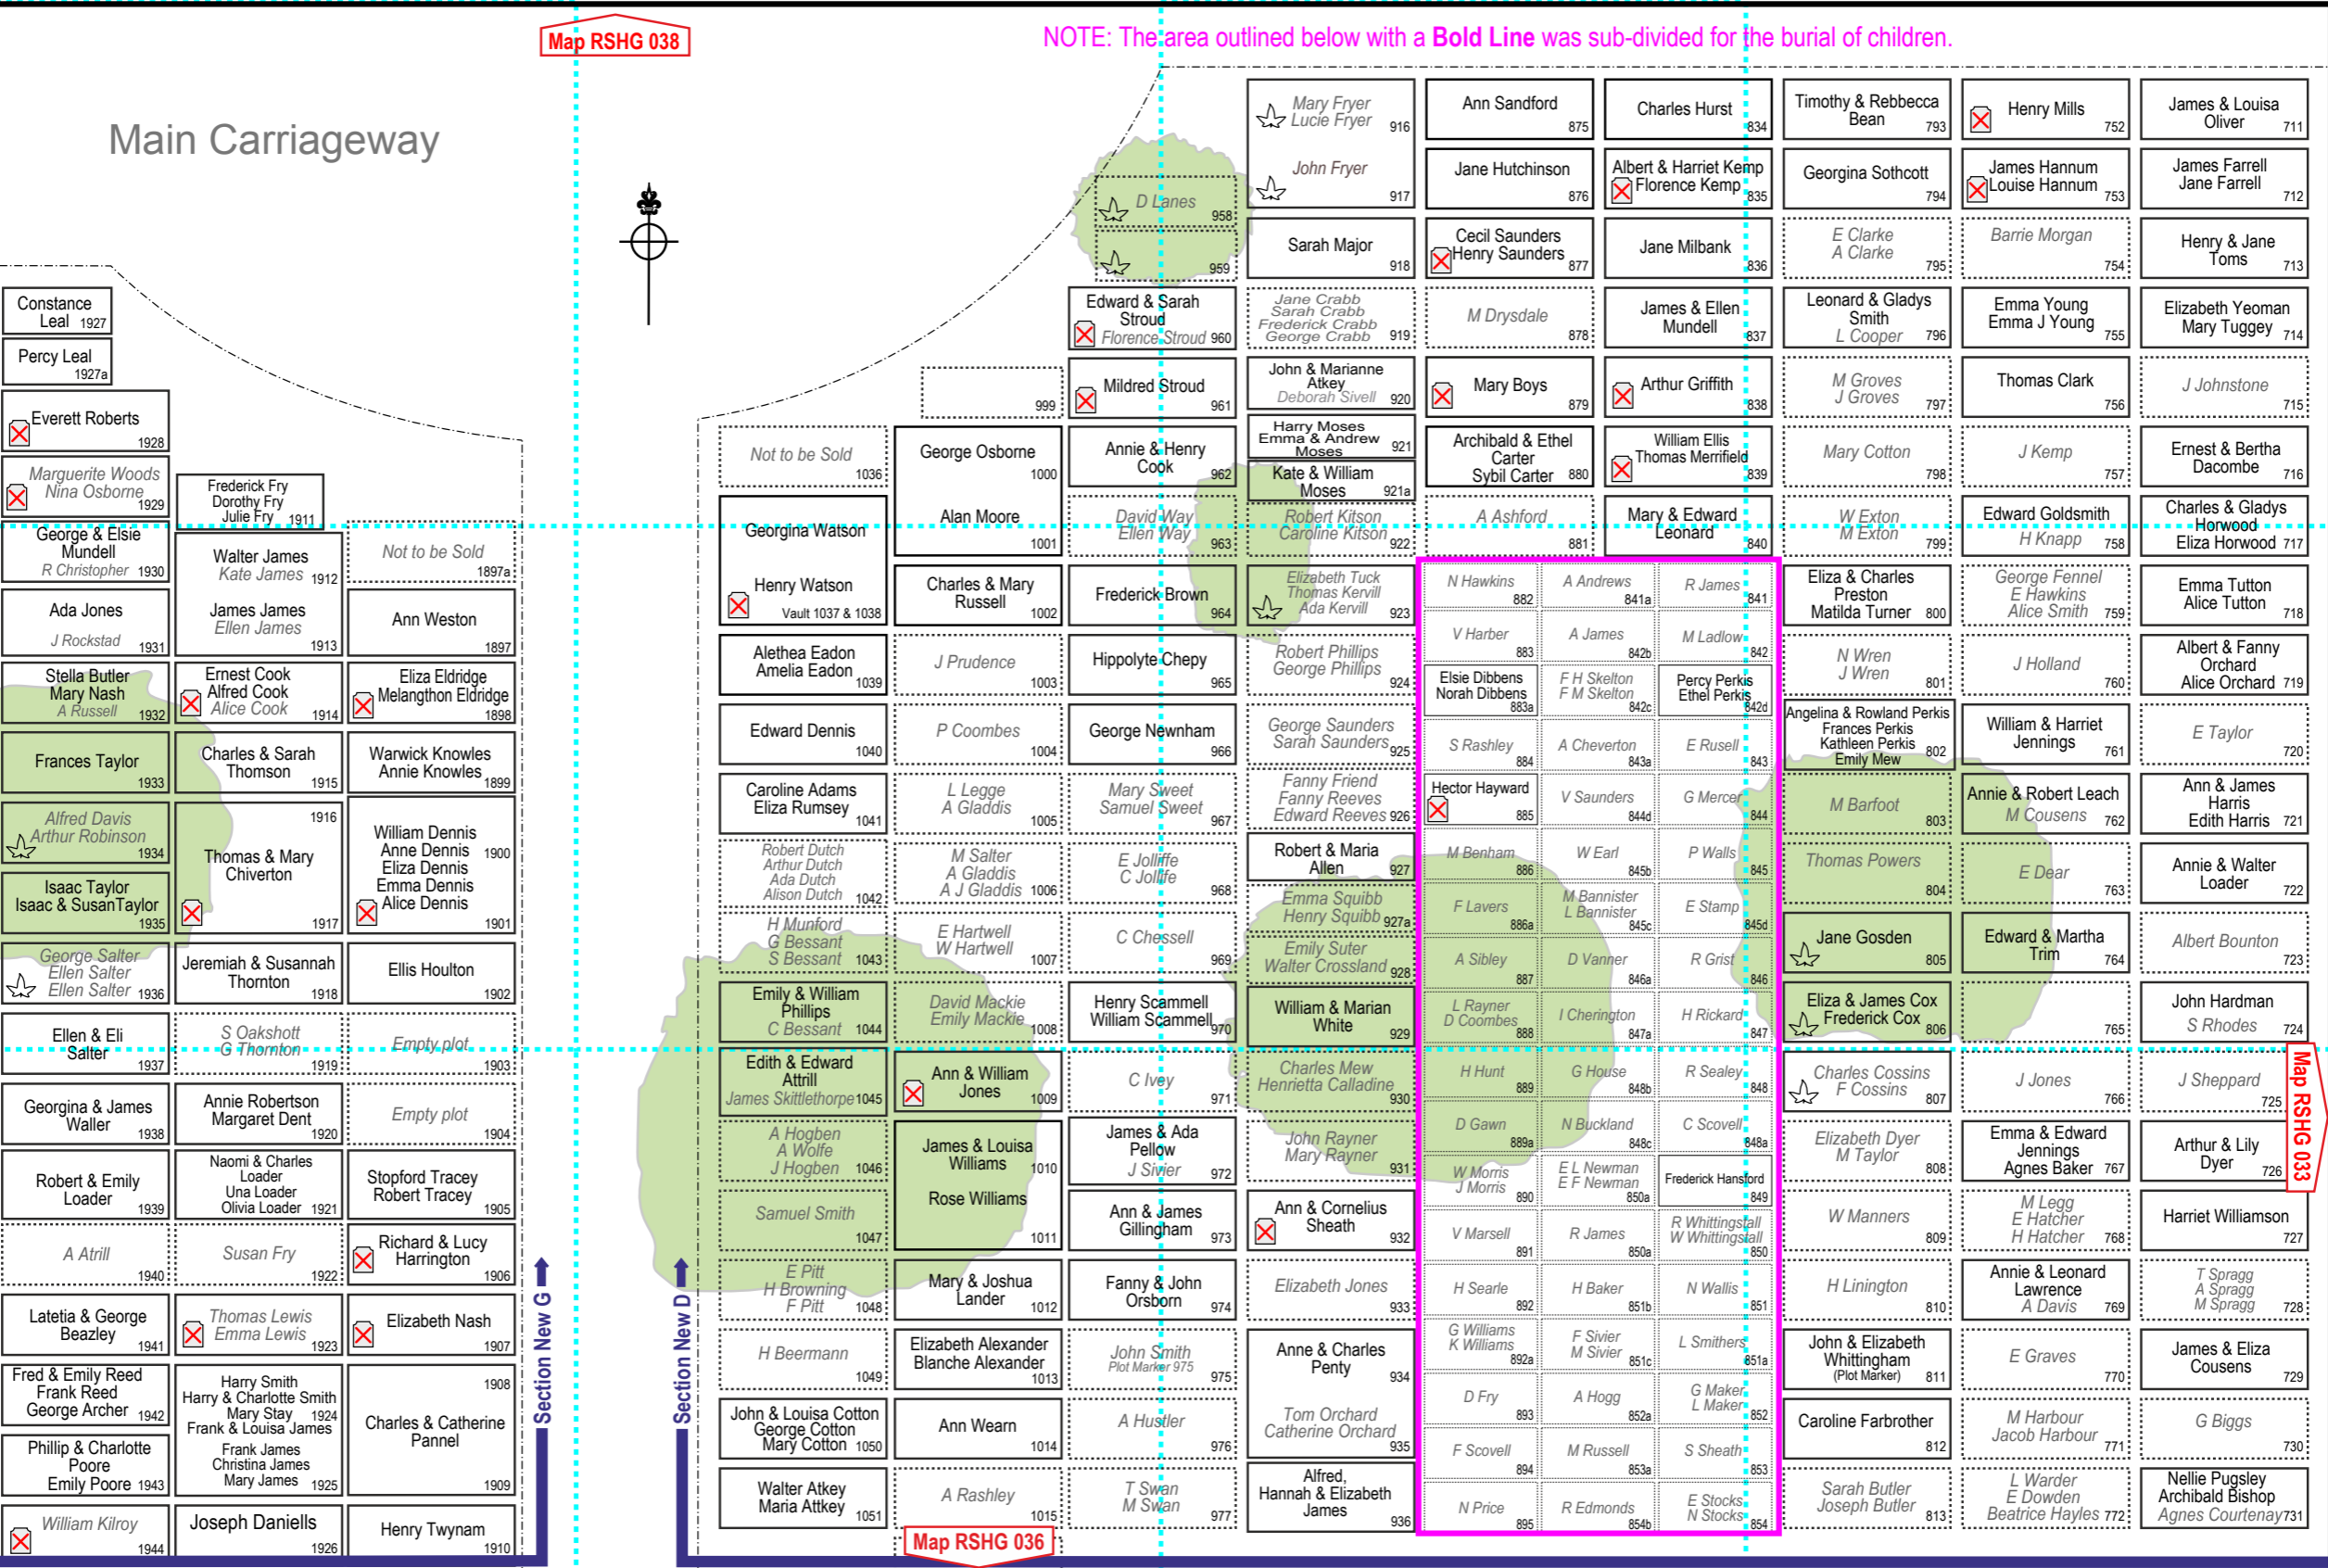 Map RSHG 038
NOTE: The area outlined below with a Bold Line was sub-divided for the burial of children.
Main Carriageway
Constance
Leal 1927
Percy Leal
1927a
Everett Roberts
1928
Marguerite Woods
Nina Osborne
1929
George & Elsie
Mundell
R Christopher 1930
Ada Jones
J Rockstad 1931
Stella Butler
Mary Nash
A Russell 1932
Frances Taylor
1933
Alfred Davis
Arthur Robinson
1934
Isaac Taylor
Isaac & SusanTaylor
1935
George Salter
Ellen Salter
Ellen Salter 1936
Ellen & Eli
Salter
1937
Georgina & James
Waller
1938
Robert & Emily
Loader
1939
A Atrill
1940
Latetia & George
Beazley
1941
Fred & Emily Reed
Frank Reed
George Archer 1942
Phillip & Charlotte
Poore
Emily Poore 1943
William Kilroy
1944
Frederick Fry
Dorothy Fry
Julie Fry 1911
Walter James
Kate James 1912
James James
Ellen James
1913
Ernest Cook
Alfred Cook
Alice Cook 1914
Charles & Sarah
Thomson
1915
1916
Thomas & Mary
Chiverton
1917
Jeremiah & Susannah
Thornton
1918
S Oakshott
G Thornton
1919
Annie Robertson
Margaret Dent
1920
Naomi & Charles
Loader
Una Loader
Olivia Loader 1921
Susan Fry
1922
Thomas Lewis
Emma Lewis
1923
Harry Smith
Harry & Charlotte Smith
Mary Stay 1924
Frank & Louisa James
Frank James
Christina James
Mary James 1925
Joseph Daniells
1926
Not to be Sold
1897a
Ann Weston
1897
Eliza Eldridge
Melangthon Eldridge
1898
Warwick Knowles
Annie Knowles
1899
William Dennis
Anne Dennis 1900
Eliza Dennis
Emma Dennis
Alice Dennis
1901
Ellis Houlton
1902
Empty plot
1903
Empty plot
1904
Stopford Tracey
Robert Tracey
1905
Richard & Lucy
Harrington
1906
Elizabeth Nash
1907
1908
Charles & Catherine
Pannel
1909
Henry Twynam
1910
Section New G
Section New D
Not to be Sold
1036
Georgina Watson
Henry Watson
Vault 1037 & 1038
Alethea Eadon
Amelia Eadon
1039
Edward Dennis
1040
Caroline Adams
Eliza Rumsey
1041
Robert Dutch
Arthur Dutch
Ada Dutch
Alison Dutch 1042
H Munford
G Bessant
S Bessant 1043
Emily & William
Phillips
C Bessant 1044
Edith & Edward
Attrill
James Skittlethorpe 1045
A Hogben
A Wolfe
J Hogben 1046
Samuel Smith
1047
E Pitt
H Browning
F Pitt 1048
H Beermann
1049
John & Louisa Cotton
George Cotton
Mary Cotton 1050
Walter Atkey
Maria Attkey
1051
999
George Osborne
1000
Alan Moore
1001
Charles & Mary
Russell
1002
J Prudence
1003
P Coombes
1004
L Legge
A Gladdis
1005
M Salter
A Gladdis
A J Gladdis 1006
E Hartwell
W Hartwell
1007
David Mackie
Emily Mackie
1008
Ann & William
Jones
1009
James & Louisa
Williams 1010
Rose Williams
1011
Mary & Joshua
Lander
1012
Elizabeth Alexander
Blanche Alexander
1013
Ann Wearn
1014
A Rashley
1015
Map RSHG 036
D Lanes
958
959
Edward & Sarah
Stroud
Florence Stroud 960
Mildred Stroud
961
Annie & Henry
Cook
962
David Way
Ellen Way
963
Frederick Brown
964
Hippolyte Chepy
965
George Newnham
966
Mary Sweet
Samuel Sweet
967
E Jolliffe
C Jollife
968
C Chessell
969
Henry Scammell
William Scammell
970
C Ivey
971
James & Ada
Pellow
J Sivier 972
Ann & James
Gillingham
973
Fanny & John
Orsborn
974
John Smith
Plot Marker 975
975
A Hustler
976
T Swan
M Swan
977
Mary Fryer
Lucie Fryer
916
John Fryer
917
Sarah Major
918
Jane Crabb
Sarah Crabb
Frederick Crabb
George Crabb 919
John & Marianne
Atkey
Deborah Sivell 920
Harry Moses
Emma & Andrew
Moses 921
Kate & William
Moses 921a
Robert Kitson
Caroline Kitson
922
Elizabeth Tuck
Thomas Kervill
Ada Kervill 923
Robert Phillips
George Phillips
924
George Saunders
Sarah Saunders
925
Fanny Friend
Fanny Reeves
Edward Reeves 926
Robert & Maria
Allen 927
Emma Squibb
Henry Squibb 927a
Emily Suter
Walter Crossland
928
William & Marian
White
929
Charles Mew
Henrietta Calladine
930
John Rayner
Mary Rayner
931
Ann & Cornelius
Sheath
932
Elizabeth Jones
933
Anne & Charles
Penty
934
Tom Orchard
Catherine Orchard
935
Alfred,
Hannah & Elizabeth
James
936
Ann Sandford
875
Jane Hutchinson
876
Cecil Saunders
Henry Saunders
877
M Drysdale
878
Mary Boys
879
Archibald & Ethel
Carter
Sybil Carter 880
A Ashford
881
N Hawkins
882
V Harber
883
Elsie Dibbens
Norah Dibbens
883a
S Rashley
884
Hector Hayward
885
M Benham
886
F Lavers
886a
A Sibley
887
L Rayner
D Coombes
888
H Hunt
889
D Gawn
889a
W Morris
J Morris
890
V Marsell
891
H Searle
892
G Williams
K Williams
892a
D Fry
893
F Scovell
894
N Price
895
A Andrews
841a
A James
842b
F H Skelton
F M Skelton
842c
A Cheverton
843a
V Saunders
844d
W Earl
845b
M Bannister
L Bannister
845c
D Vanner
846a
I Cherington
847a
G House
848b
N Buckland
848c
E L Newman
E F Newman
850a
R James
850a
H Baker
851b
F Sivier
M Sivier
851c
A Hogg
852a
M Russell
853a
R Edmonds
854b
R James
841
M Ladlow
842
Percy Perkis
Ethel Perkis
842d
E Rusell
843
G Mercer
844
P Walls
845
E Stamp
845d
R Grist
846
H Rickard
847
R Sealey
848
C Scovell
848a
Frederick Hansford
849
R Whittingstall
W Whittingstall
850
N Wallis
851
L Smithers
851a
G Maker
L Maker
852
S Sheath
853
E Stocks
N Stocks
854
Charles Hurst
834
Albert & Harriet Kemp
Florence Kemp
835
Jane Milbank
836
James & Ellen
Mundell
837
Arthur Griffith
838
William Ellis
Thomas Merrifield
839
Mary & Edward
Leonard
840
Timothy & Rebbecca
Bean
793
Georgina Sothcott
794
E Clarke
A Clarke
795
Leonard & Gladys
Smith
L Cooper 796
M Groves
J Groves
797
Mary Cotton
798
W Exton
M Exton
799
Eliza & Charles
Preston
Matilda Turner 800
N Wren
J Wren
801
Angelina & Rowland Perkis
Frances Perkis
Kathleen Perkis 802
Emily Mew
M Barfoot
803
Thomas Powers
804
Jane Gosden
805
Eliza & James Cox
Frederick Cox
806
Charles Cossins
F Cossins
807
Elizabeth Dyer
M Taylor
808
W Manners
809
H Linington
810
John & Elizabeth
Whittingham
(Plot Marker) 811
Caroline Farbrother
812
Sarah Butler
Joseph Butler
813
Henry Mills
752
James Hannum
Louise Hannum
753
Barrie Morgan
754
Emma Young
Emma J Young
755
Thomas Clark
756
J Kemp
757
Edward Goldsmith
H Knapp 758
George Fennel
E Hawkins
Alice Smith 759
J Holland
760
William & Harriet
Jennings
761
Annie & Robert Leach
M Cousens
762
E Dear
763
Edward & Martha
Trim
764
765
J Jones
766
Emma & Edward
Jennings
Agnes Baker 767
M Legg
E Hatcher
H Hatcher 768
Annie & Leonard
Lawrence
A Davis 769
E Graves
770
M Harbour
Jacob Harbour
771
L Warder
E Dowden
Beatrice Hayles 772
James & Louisa
Oliver
711
James Farrell
Jane Farrell
712
Henry & Jane
Toms
713
Elizabeth Yeoman
Mary Tuggey
714
J Johnstone
715
Ernest & Bertha
Dacombe
716
Charles & Gladys
Horwood
Eliza Horwood 717
Emma Tutton
Alice Tutton
718
Albert & Fanny
Orchard
Alice Orchard 719
E Taylor
720
Ann & James
Harris
Edith Harris 721
Annie & Walter
Loader
722
Albert Bounton
723
John Hardman
S Rhodes 724
J Sheppard
725
Arthur & Lily
Dyer
726
Harriet Williamson
727
T Spragg
A Spragg
M Spragg 728
James & Eliza
Cousens
729
G Biggs
730
Nellie Pugsley
Archibald Bishop
Agnes Courtenay 731
Map RSHG 033